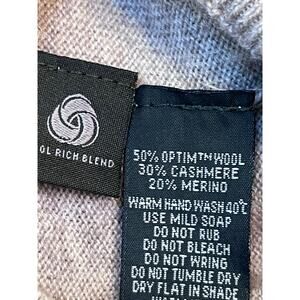 OL RICH BLEND
50% OPTIM™ WOOL
30% CASHMERE
20% MERINO
WARM HAND WASH 40°C
USE MILD SOAP
DO NOT RUB
DO NOT BLEACH
DO NOT WRING
DO NOT TUMBLE DRY
DRY FLAT IN SHADE